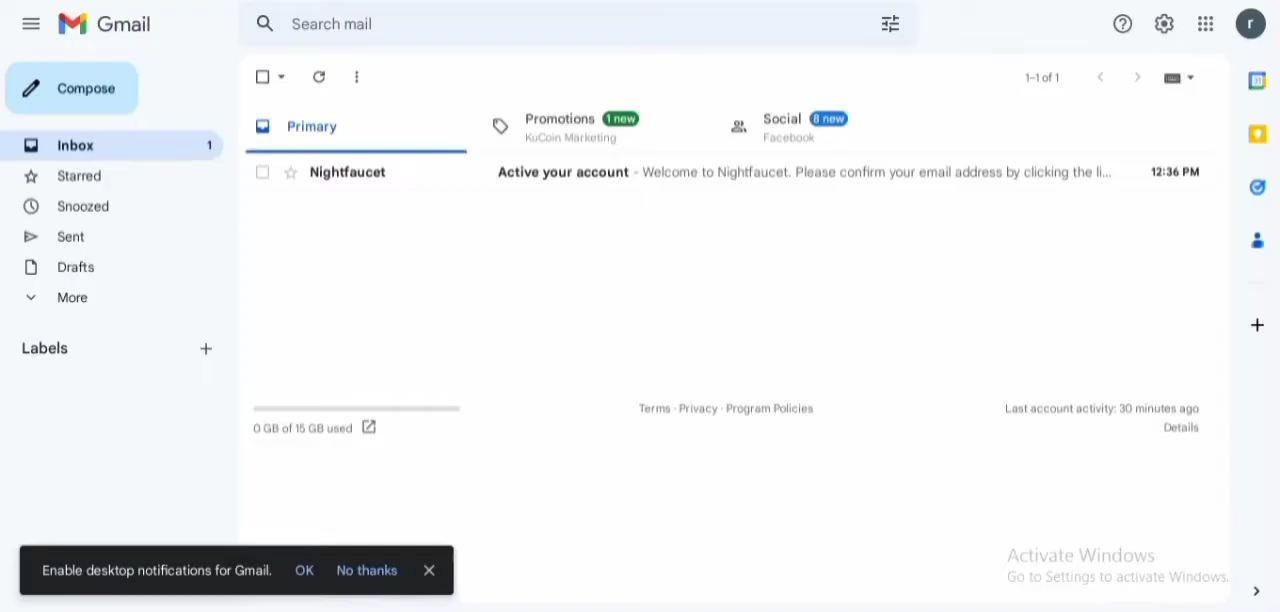 Gmail
Search mail
r
Compose
1–1 of 1
31
Primary
Promotions 1 new
KuCoin Marketing
Social 8 new
Facebook
Inbox 1
Nightfaucet Active your account - Welcome to Nightfaucet. Please confirm your email address by clicking the li... 12:36 PM
Starred
Snoozed
Sent
Drafts
More
Labels
Terms · Privacy · Program Policies
Last account activity: 30 minutes ago
0 GB of 15 GB used
Details
Enable desktop notifications for Gmail. OK No thanks
Activate Windows
Go to Settings to activate Windows.